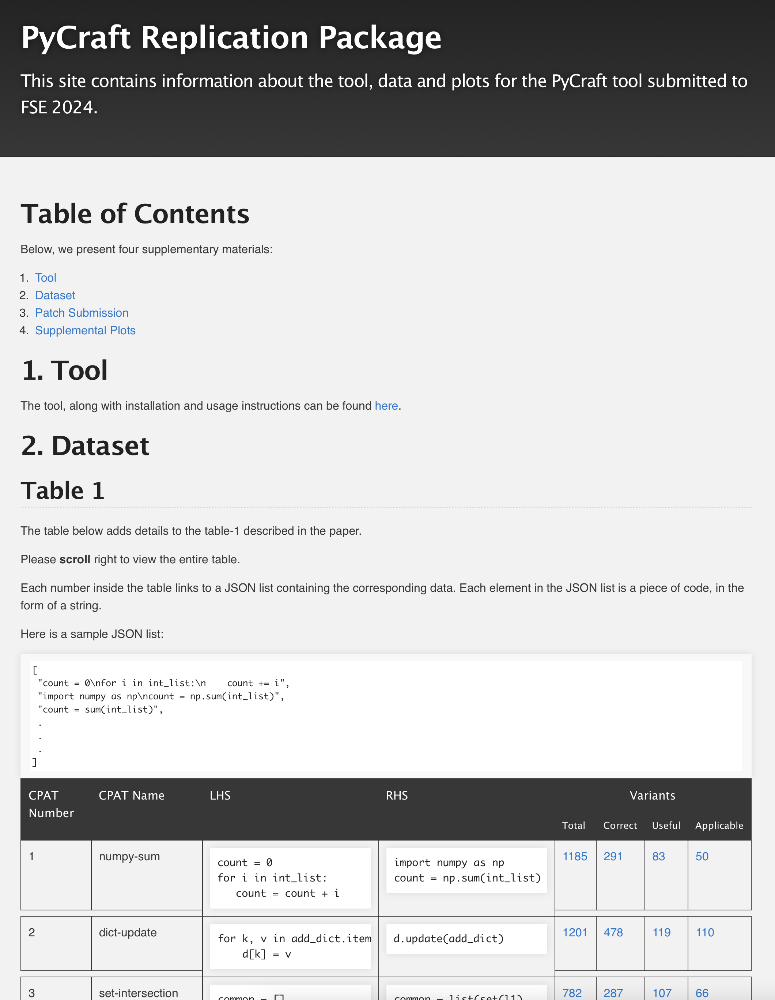 PyCraft Replication Package
This site contains information about the tool, data and plots for the PyCraft tool submitted to
FSE 2024.
Table of Contents
Below, we present four supplementary materials:
1. Tool
2. Dataset
3. Patch Submission
4. Supplemental Plots
1. Tool
The tool, along with installation and usage instructions can be found here.
2. Dataset
Table 1
The table below adds details to the table-1 described in the paper.
Please scroll right to view the entire table.
Each number inside the table links to a JSON list containing the corresponding data. Each element in the JSON list is a piece of code, in the
form of a string.
Here is a sample JSON list:
[
 "count = 0\nfor i in int_list:\n    count += i",
 "import numpy as np\ncount = np.sum(int_list)",
 "count = sum(int_list)",
 .
 .
 .
]
CPAT Number CPAT Name LHS RHS Variants
Total Correct Useful Applicable
1 numpy-sum 1185 291 83 50
count = 0
for i in int_list:
   count = count + i
import numpy as np
count = np.sum(int_list)
2 dict-update 1201 478 119 110
for k, v in add_dict.item
    d[k] = v
d.update(add_dict)
3 set-intersection 782 287 107 66
common = []
common = list(set(l1)